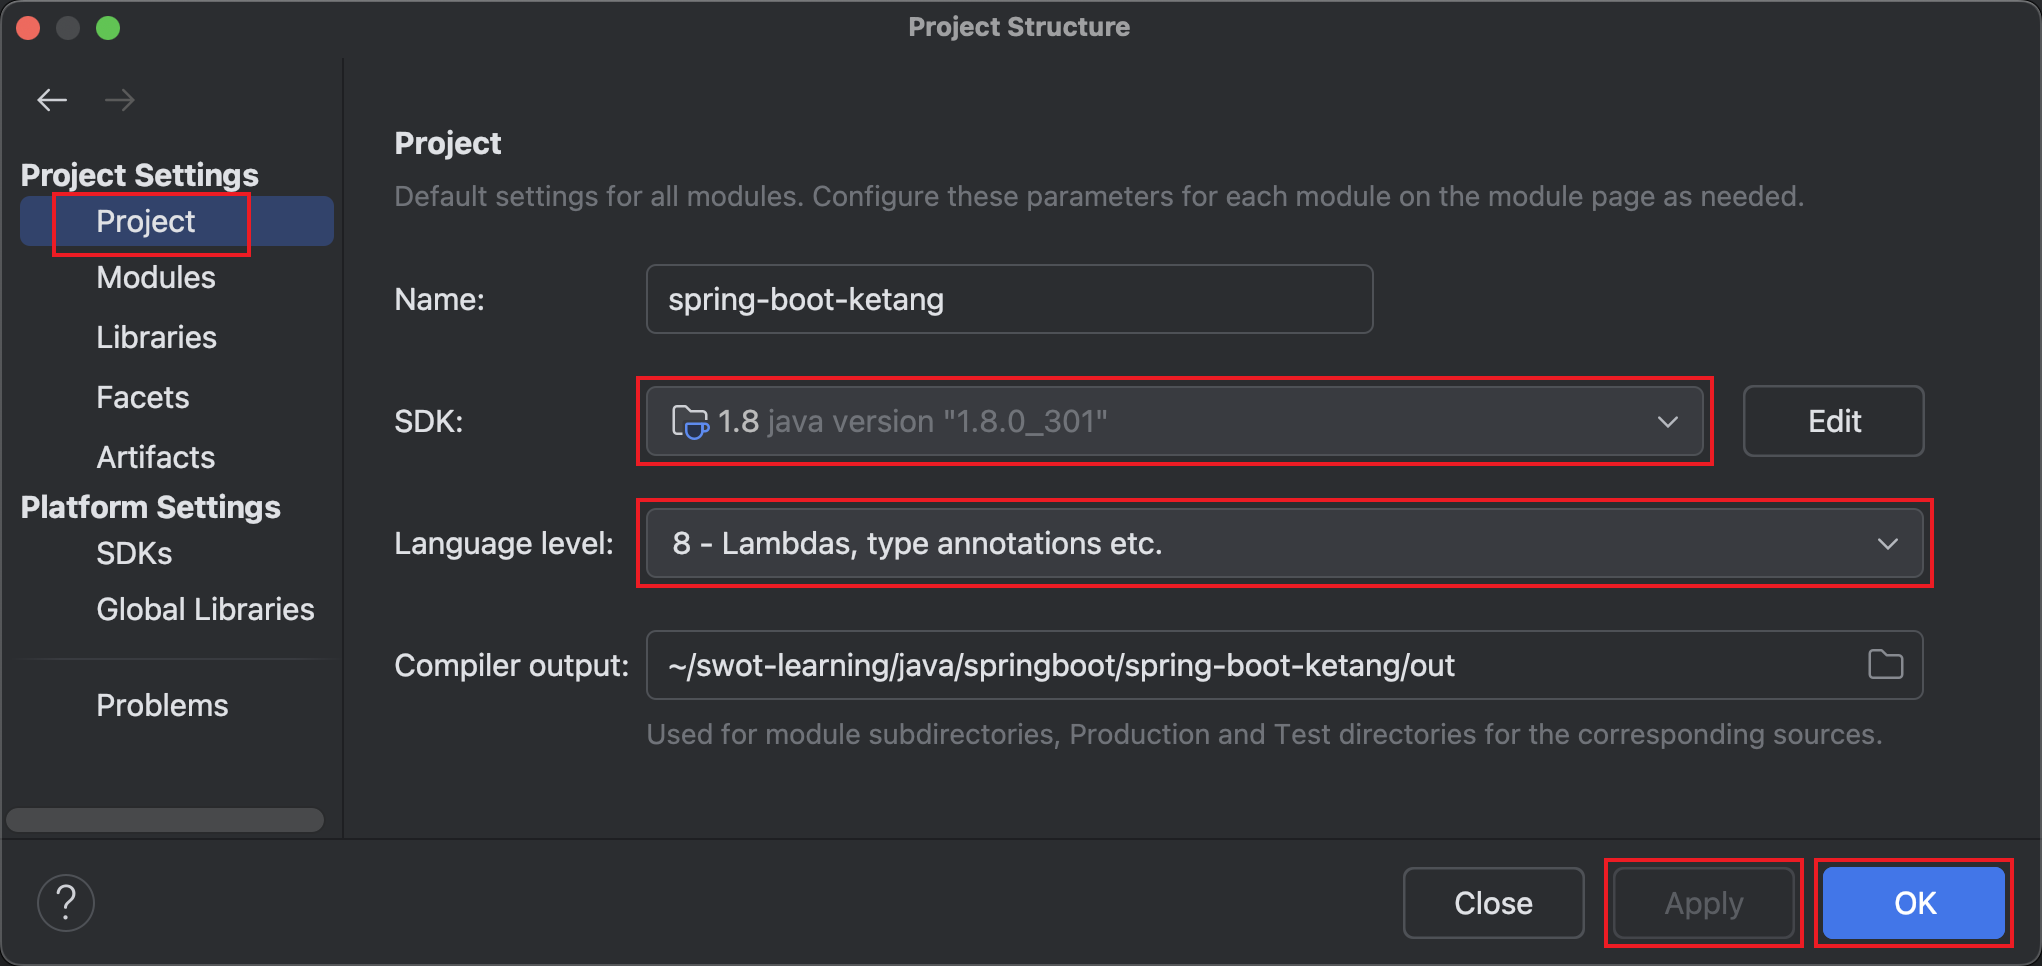 Project Structure
Project Settings
Project
Modules
Libraries
Facets
Artifacts
Platform Settings
SDKs
Global Libraries
Problems
Project
Default settings for all modules. Configure these parameters for each module on the module page as needed.
Name: spring-boot-ketang
SDK: 1.8 java version "1.8.0_301" Edit
Language level: 8 - Lambdas, type annotations etc.
Compiler output: ~/swot-learning/java/springboot/spring-boot-ketang/out
Used for module subdirectories, Production and Test directories for the corresponding sources.
? Close Apply OK